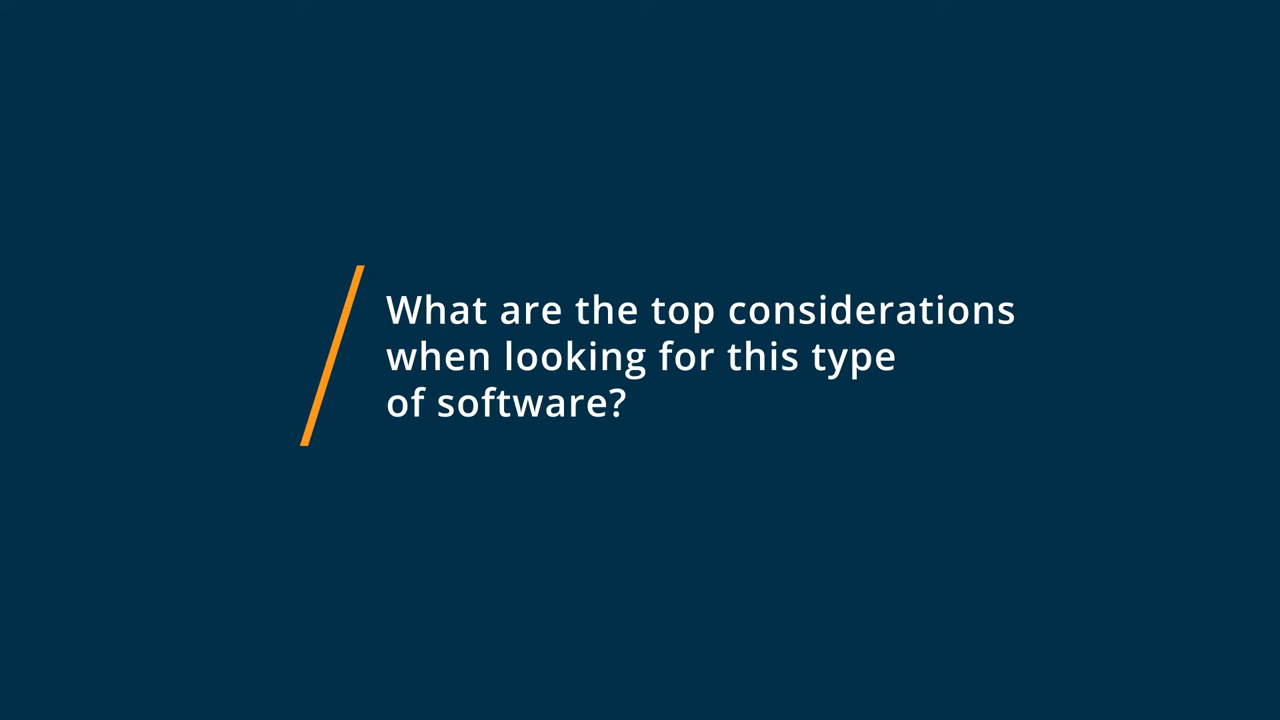 What are the top considerations
when looking for this type
of software?